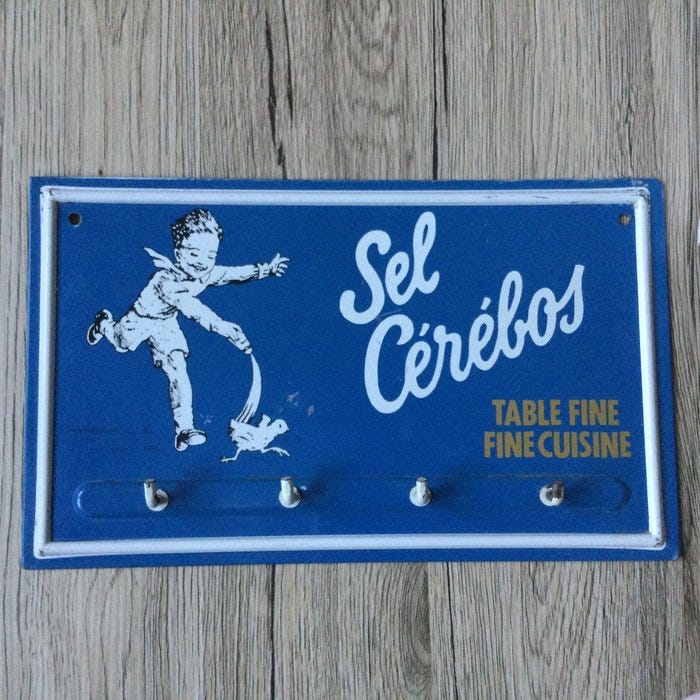 Sel
Cérébos
TABLE FINE
FINE CUISINE